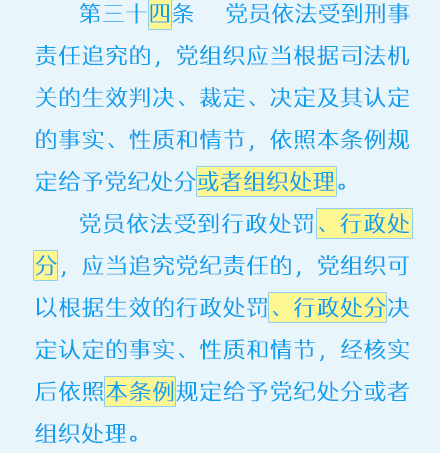 第三十四条　党员依法受到刑事
责任追究的，党组织应当根据司法机
关的生效判决、裁定、决定及其认定
的事实、性质和情节，依照本条例规
定给予党纪处分或者组织处理。
党员依法受到行政处罚、行政处
分，应当追究党纪责任的，党组织可
以根据生效的行政处罚、行政处分决
定认定的事实、性质和情节，经核实
后依照本条例规定给予党纪处分或者
组织处理。